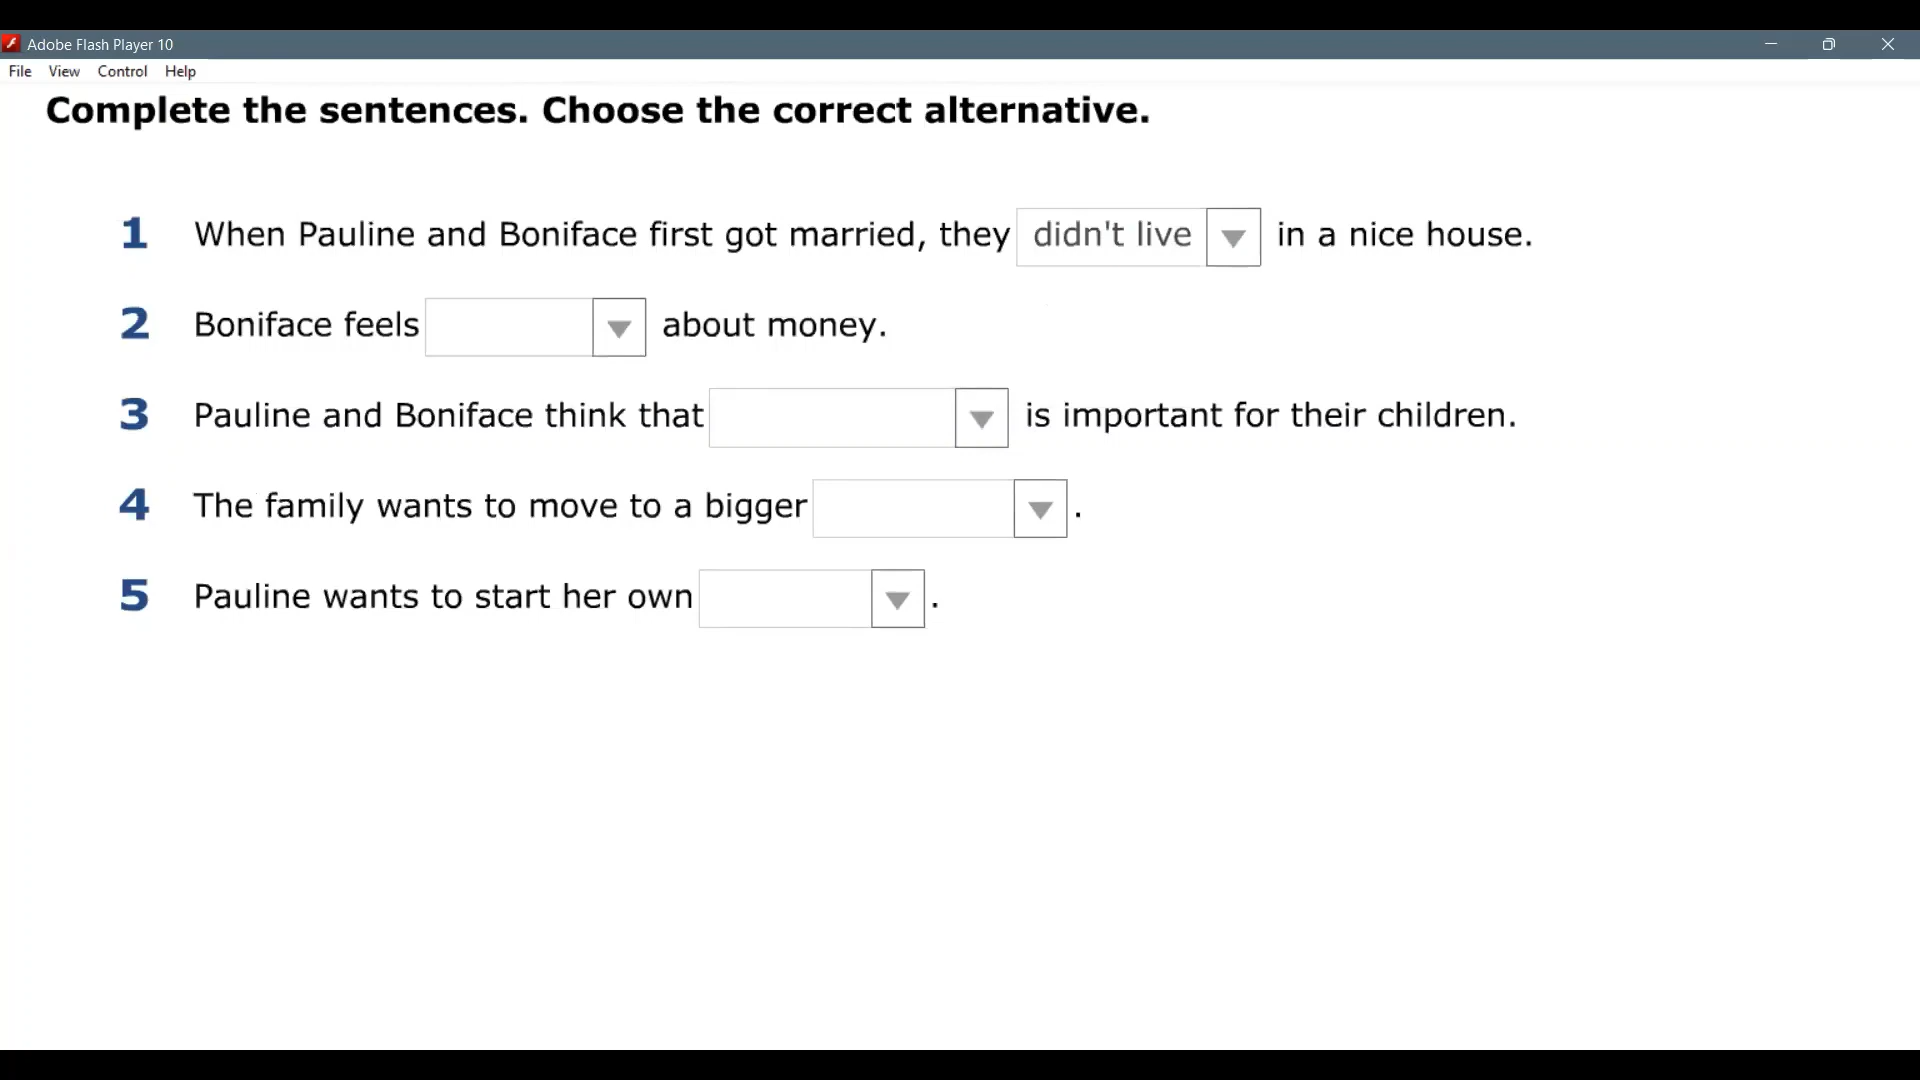 Adobe Flash Player 10
File View Control Help
Complete the sentences. Choose the correct alternative.
1 When Pauline and Boniface first got married, they didn't live in a nice house.
2 Boniface feels about money.
3 Pauline and Boniface think that is important for their children.
4 The family wants to move to a bigger .
5 Pauline wants to start her own .